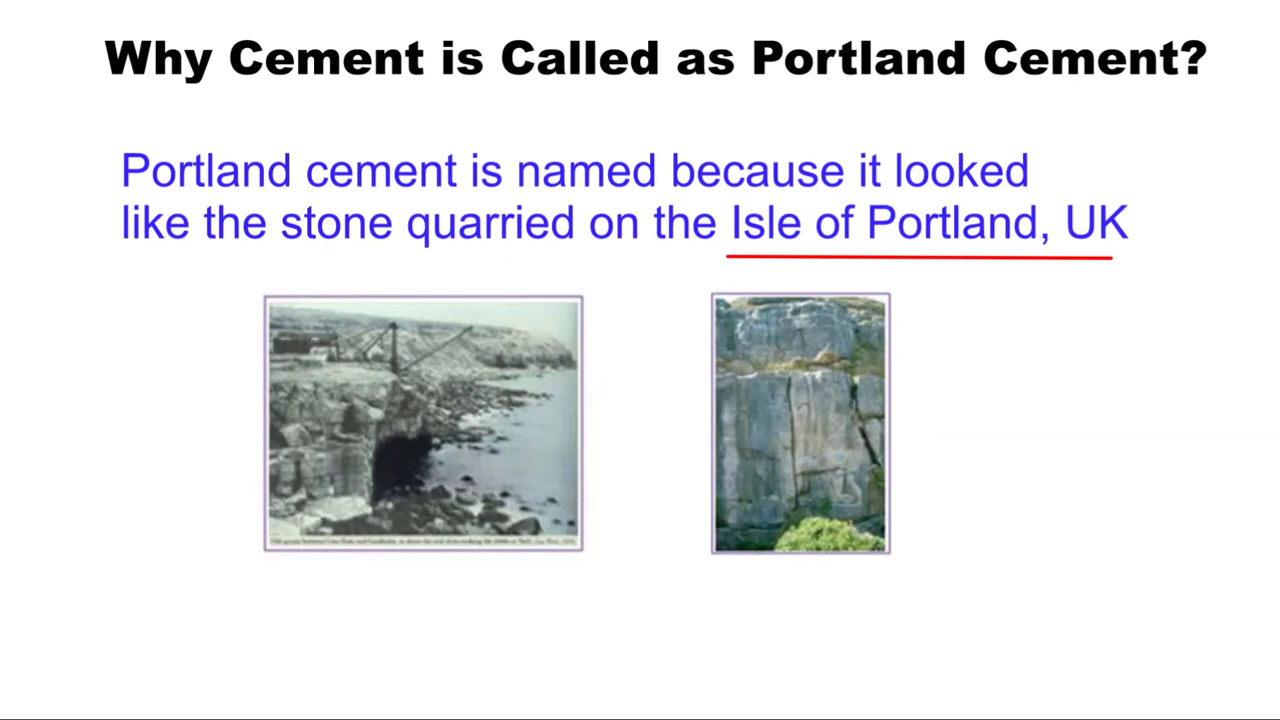 Why Cement is Called as Portland Cement?
Portland cement is named because it looked
like the stone quarried on the Isle of Portland, UK